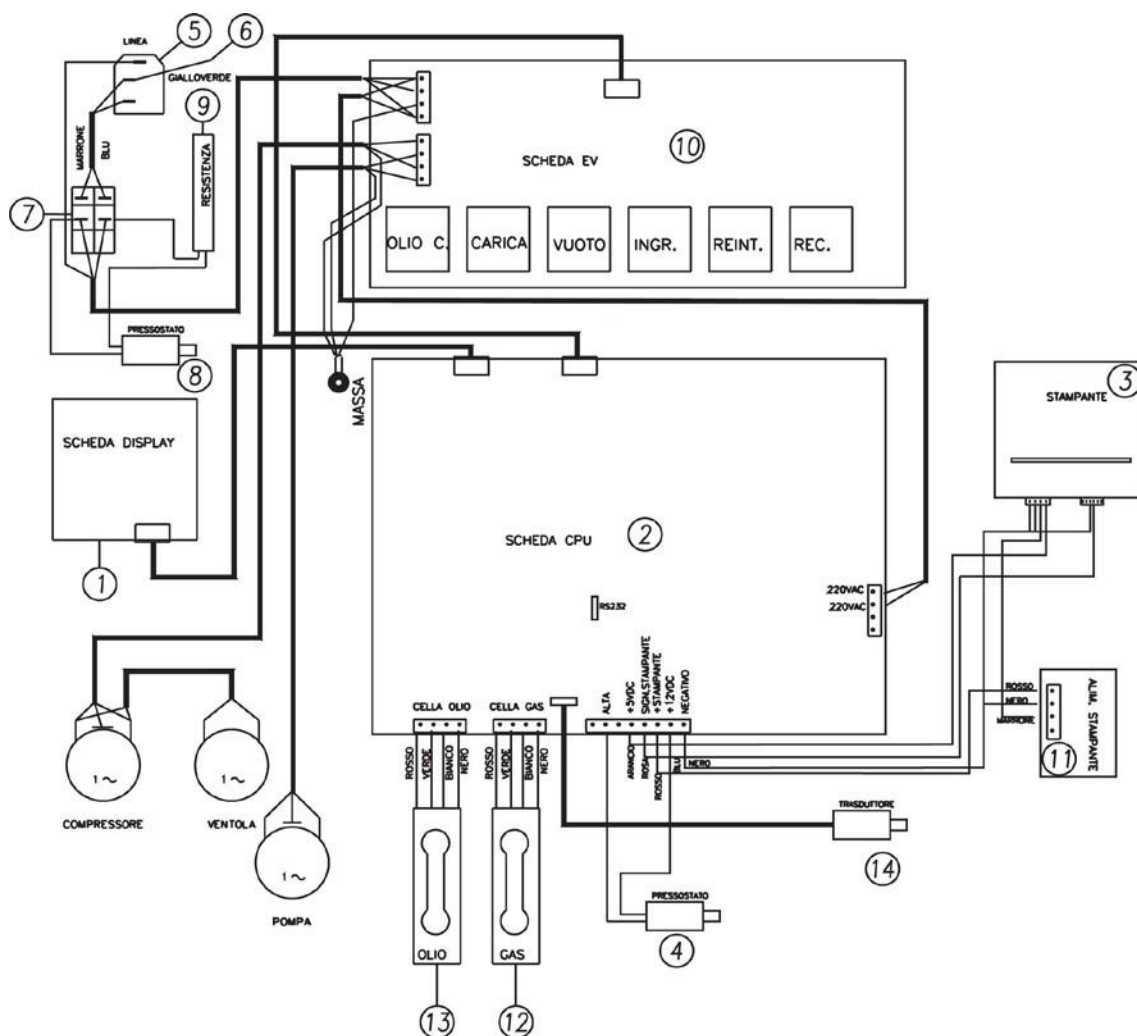 LINEA
5
6
GIALLOVERDE
9
MARRONE
BLU
RESISTENZA
7
PRESSOSTATO
8
SCHEDA EV
10
OLIO C.
CARICA
VUOTO
INGR.
REINT.
REC.
MASSA
SCHEDA DISPLAY
1
SCHEDA CPU
2
RS232
220VAC
220VAC
STAMPANTE
3
CELLA OLIO
CELLA GAS
ALTA
+5VDC
SIGN.STAMPANTE
+STAMPANTE
+12VDC
NEGATIVO
ROSSO
VERDE
BIANCO
NERO
ROSSO
VERDE
BIANCO
NERO
ARANCIO
ROSA
ROSSO
BLU
NERO
ROSSO
NERO
MARRONE
ALIM. STAMPANTE
11
1~
COMPRESSORE
1~
VENTOLA
1~
POMPA
TRASDUTTORE
14
PRESSOSTATO
4
OLIO
13
GAS
12